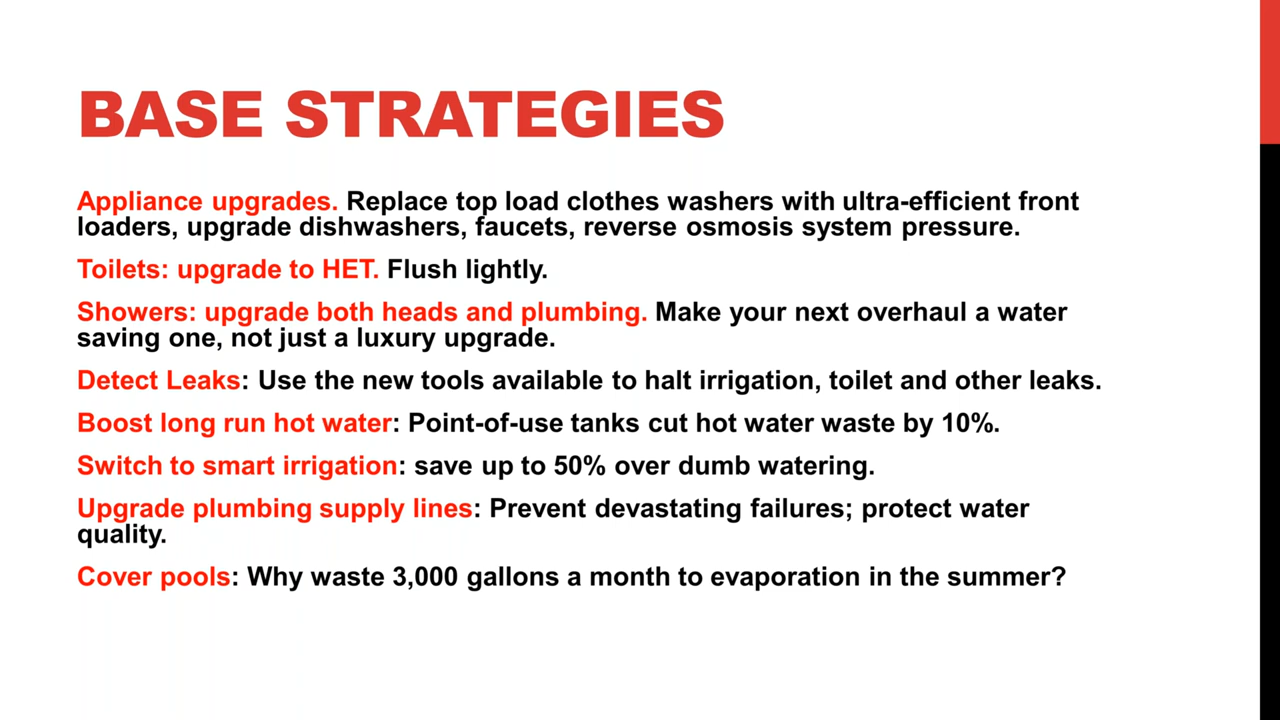 BASE STRATEGIES
Appliance upgrades. Replace top load clothes washers with ultra-efficient front
loaders, upgrade dishwashers, faucets, reverse osmosis system pressure.
Toilets: upgrade to HET. Flush lightly.
Showers: upgrade both heads and plumbing. Make your next overhaul a water
saving one, not just a luxury upgrade.
Detect Leaks: Use the new tools available to halt irrigation, toilet and other leaks.
Boost long run hot water: Point-of-use tanks cut hot water waste by 10%.
Switch to smart irrigation: save up to 50% over dumb watering.
Upgrade plumbing supply lines: Prevent devastating failures; protect water
quality.
Cover pools: Why waste 3,000 gallons a month to evaporation in the summer?